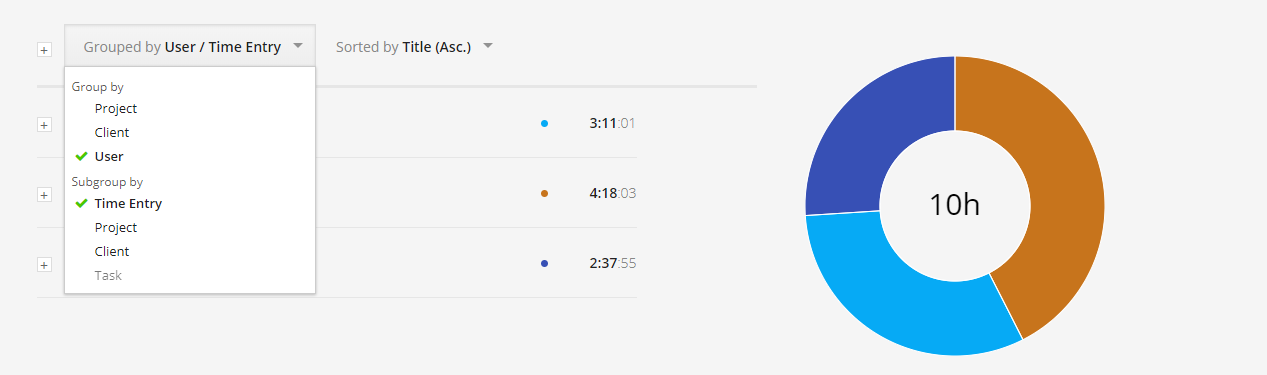 Grouped by User / Time Entry
Sorted by Title (Asc.)
Group by
Project
Client
User
Subgroup by
Time Entry
Project
Client
Task
3:11:01
4:18:03
2:37:55
10h